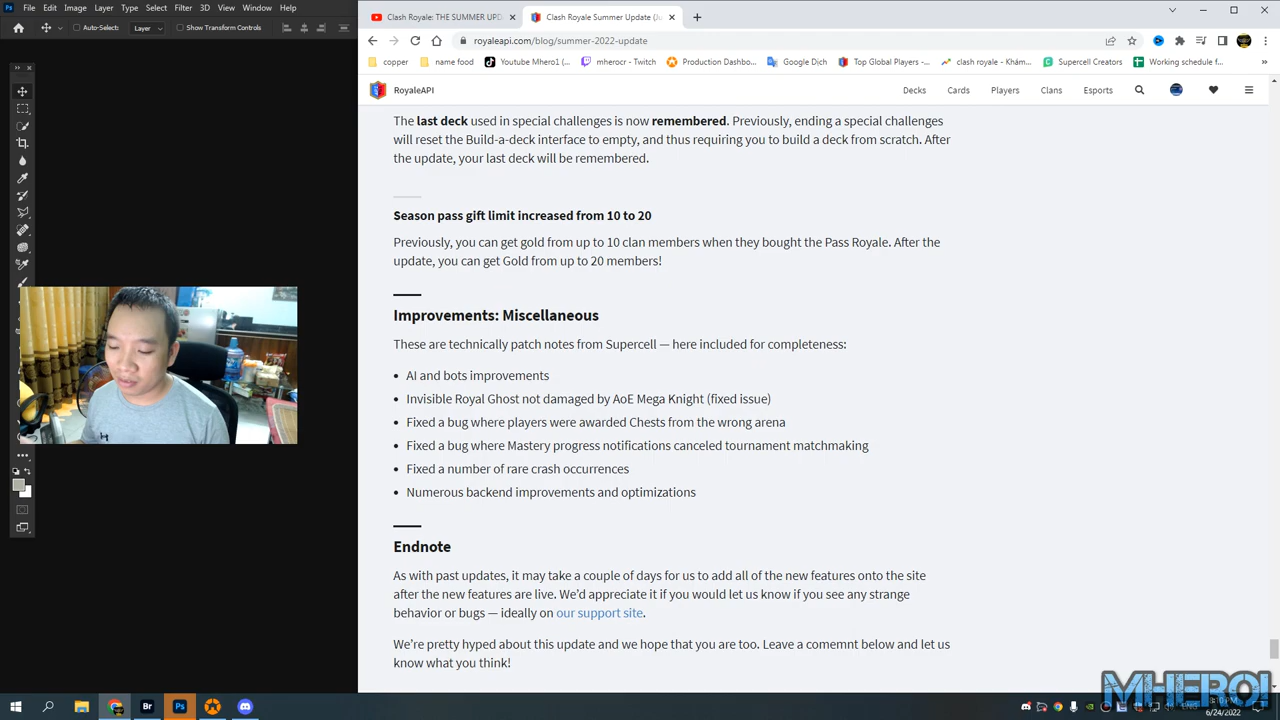 File Edit Image Layer Type Select Filter 3D View Window Help
Auto-Select: Layer Show Transform Controls
Clash Royale: THE SUMMER UPD
Clash Royale Summer Update (Ju
royaleapi.com/blog/summer-2022-update
copper name food Youtube Mhero1 (... mherocr - Twitch Production Dashbo... Google Dịch Top Global Players -... clash royale - Khám... Supercell Creators Working schedule f...
RoyaleAPI Decks Cards Players Clans Esports
The last deck used in special challenges is now remembered. Previously, ending a special challenges
will reset the Build-a-deck interface to empty, and thus requiring you to build a deck from scratch. After
the update, your last deck will be remembered.
Season pass gift limit increased from 10 to 20
Previously, you can get gold from up to 10 clan members when they bought the Pass Royale. After the
update, you can get Gold from up to 20 members!
Improvements: Miscellaneous
These are technically patch notes from Supercell — here included for completeness:
• AI and bots improvements
• Invisible Royal Ghost not damaged by AoE Mega Knight (fixed issue)
• Fixed a bug where players were awarded Chests from the wrong arena
• Fixed a bug where Mastery progress notifications canceled tournament matchmaking
• Fixed a number of rare crash occurrences
• Numerous backend improvements and optimizations
Endnote
As with past updates, it may take a couple of days for us to add all of the new features onto the site
after the new features are live. We'd appreciate it if you would let us know if you see any strange
behavior or bugs — ideally on our support site.
We're pretty hyped about this update and we hope that you are too. Leave a comemnt below and let us
know what you think!
MHERO1
6/24/2022